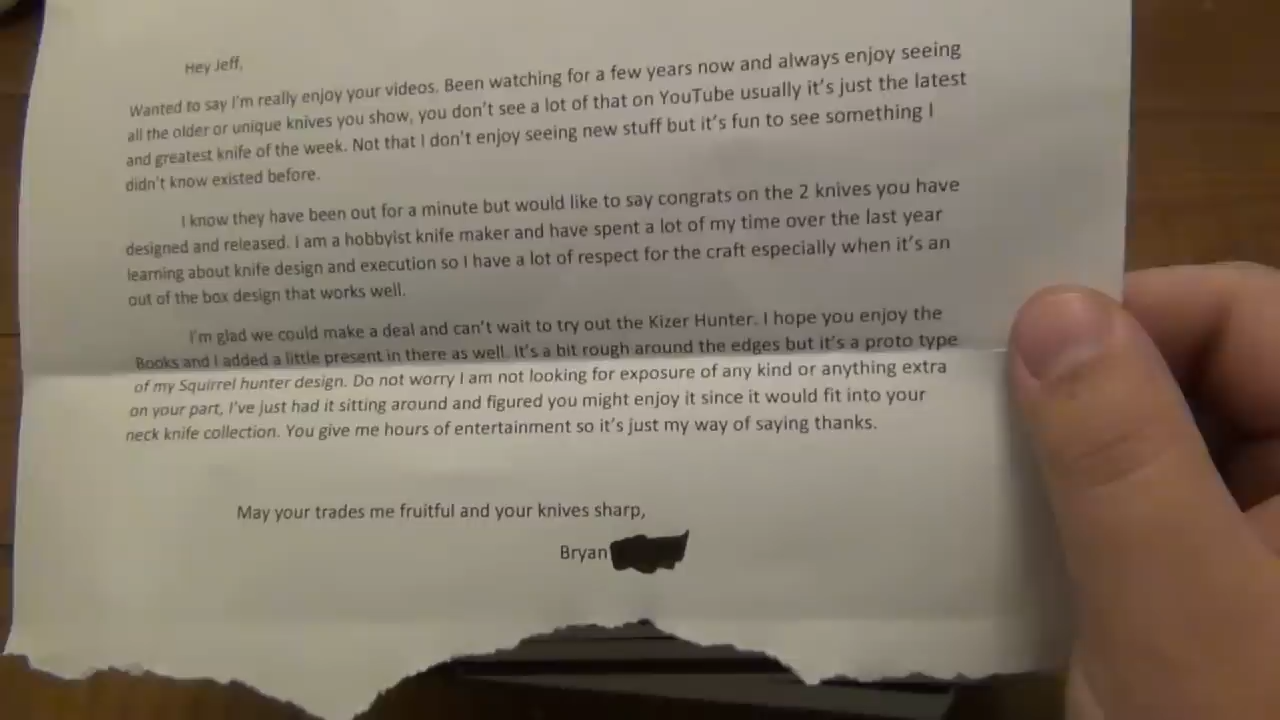 Hey Jeff,
Wanted to say I'm really enjoy your videos. Been watching for a few years now and always enjoy seeing
all the older or unique knives you show, you don't see a lot of that on YouTube usually it's just the latest
and greatest knife of the week. Not that I don't enjoy seeing new stuff but it's fun to see something I
didn't know existed before.
I know they have been out for a minute but would like to say congrats on the 2 knives you have
designed and released. I am a hobbyist knife maker and have spent a lot of my time over the last year
learning about knife design and execution so I have a lot of respect for the craft especially when it's an
out of the box design that works well.
I'm glad we could make a deal and can't wait to try out the Kizer Hunter. I hope you enjoy the
Books and I added a little present in there as well. It's a bit rough around the edges but it's a proto type
of my Squirrel hunter design. Do not worry I am not looking for exposure of any kind or anything extra
on your part, I've just had it sitting around and figured you might enjoy it since it would fit into your
neck knife collection. You give me hours of entertainment so it's just my way of saying thanks.
May your trades me fruitful and your knives sharp,
Bryan